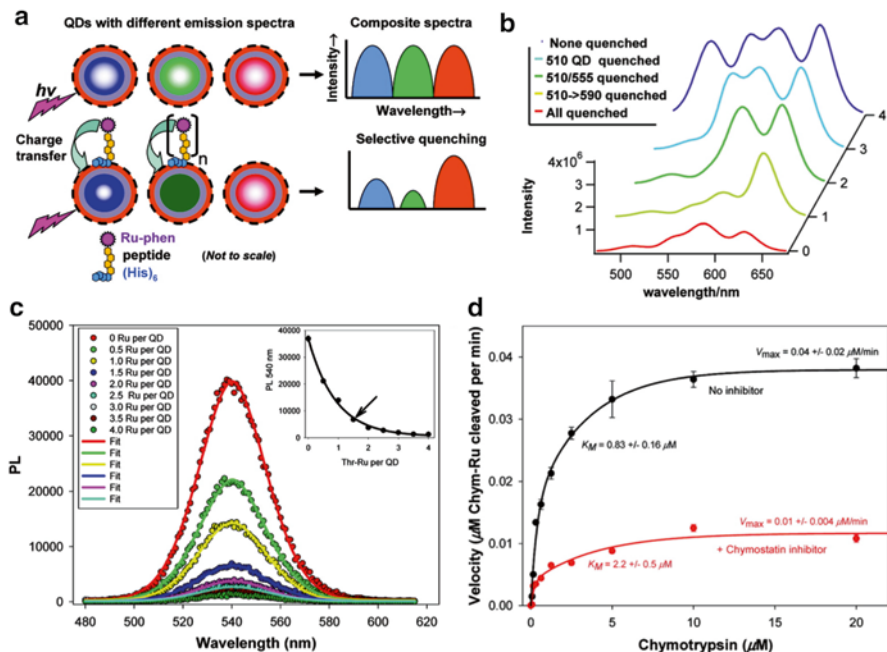 a
QDs with different emission spectra
hν
Charge transfer
n
Ru-phen
peptide
(His)6
(Not to scale)
Composite spectra
Intensity→
Wavelength→
Selective quenching
b
None quenched
510 QD quenched
510/555 quenched
510->590 quenched
All quenched
4x10^6
3
2
1
Intensity
0
500 550 600 650
wavelength/nm
4
3
2
1
0
c
50000
40000
30000
20000
10000
0
PL
0 Ru per QD
0.5 Ru per QD
1.0 Ru per QD
1.5 Ru per QD
2.0 Ru per QD
2.5 Ru per QD
3.0 Ru per QD
3.5 Ru per QD
4.0 Ru per QD
Fit
Fit
Fit
Fit
Fit
Fit
40000
30000
20000
10000
0
PL 540 nm
0 1 2 3 4
Thr-Ru per QD
480 500 520 540 560 580 600 620
Wavelength (nm)
d
Velocity (μM Chym-Ru cleaved per min)
0.04
0.03
0.02
0.01
0.00
Vmax = 0.04 +/- 0.02 μM/min
No inhibitor
KM = 0.83 +/- 0.16 μM
Vmax = 0.01 +/- 0.004 μM/min
+ Chymostatin inhibitor
KM = 2.2 +/- 0.5 μM
0 5 10 15 20
Chymotrypsin (μM)